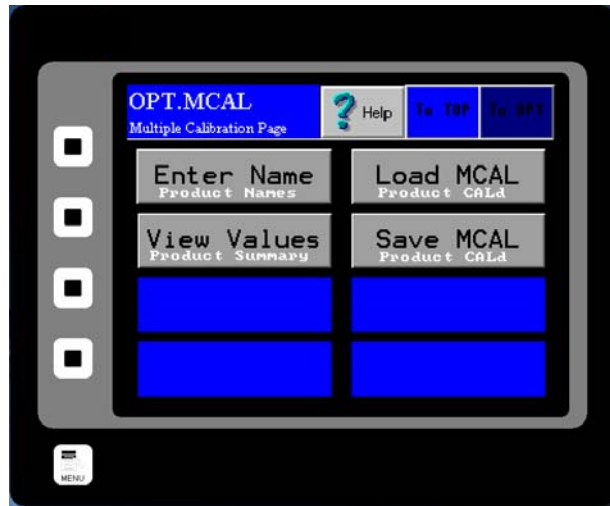 OPT.MCAL
Multiple Calibration Page
Help
To TOP
To OPT
Enter Name
Product Names
Load MCAL
Product CALd
View Values
Product Summary
Save MCAL
Product CALd
MENU